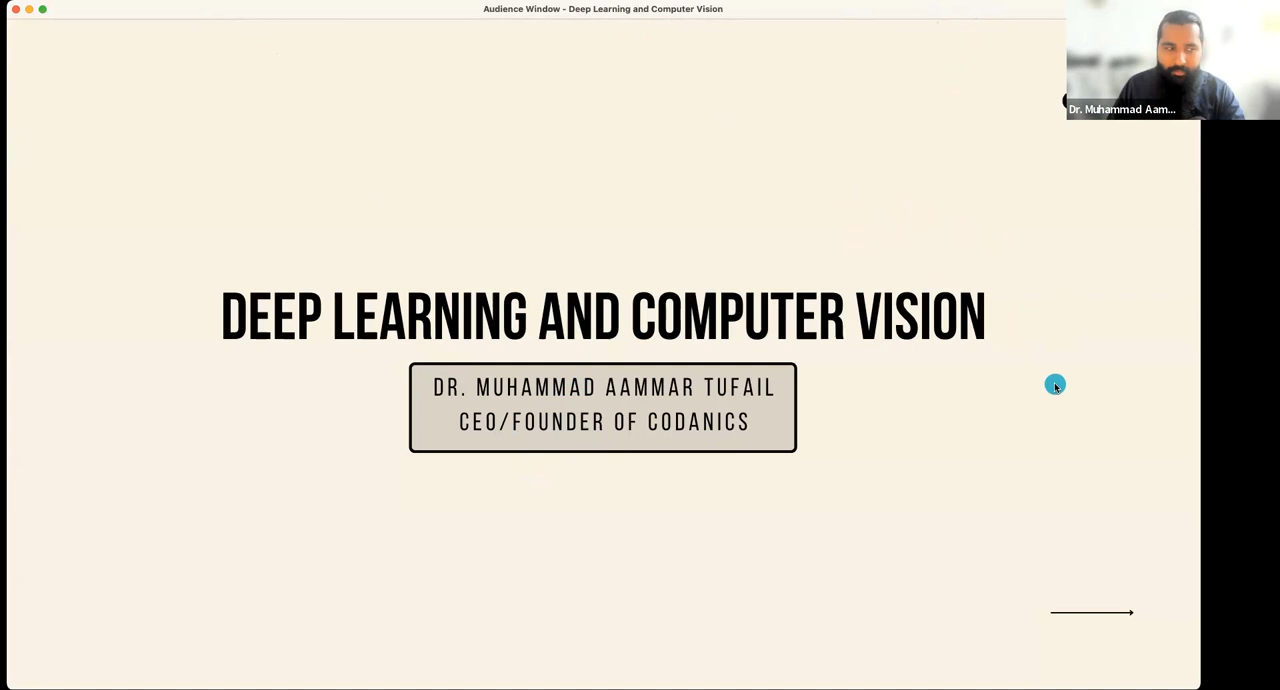 Audience Window - Deep Learning and Computer Vision
Dr. Muhammad Aam...
DEEP LEARNING AND COMPUTER VISION
DR. MUHAMMAD AAMMAR TUFAIL
CEO/FOUNDER OF CODANICS